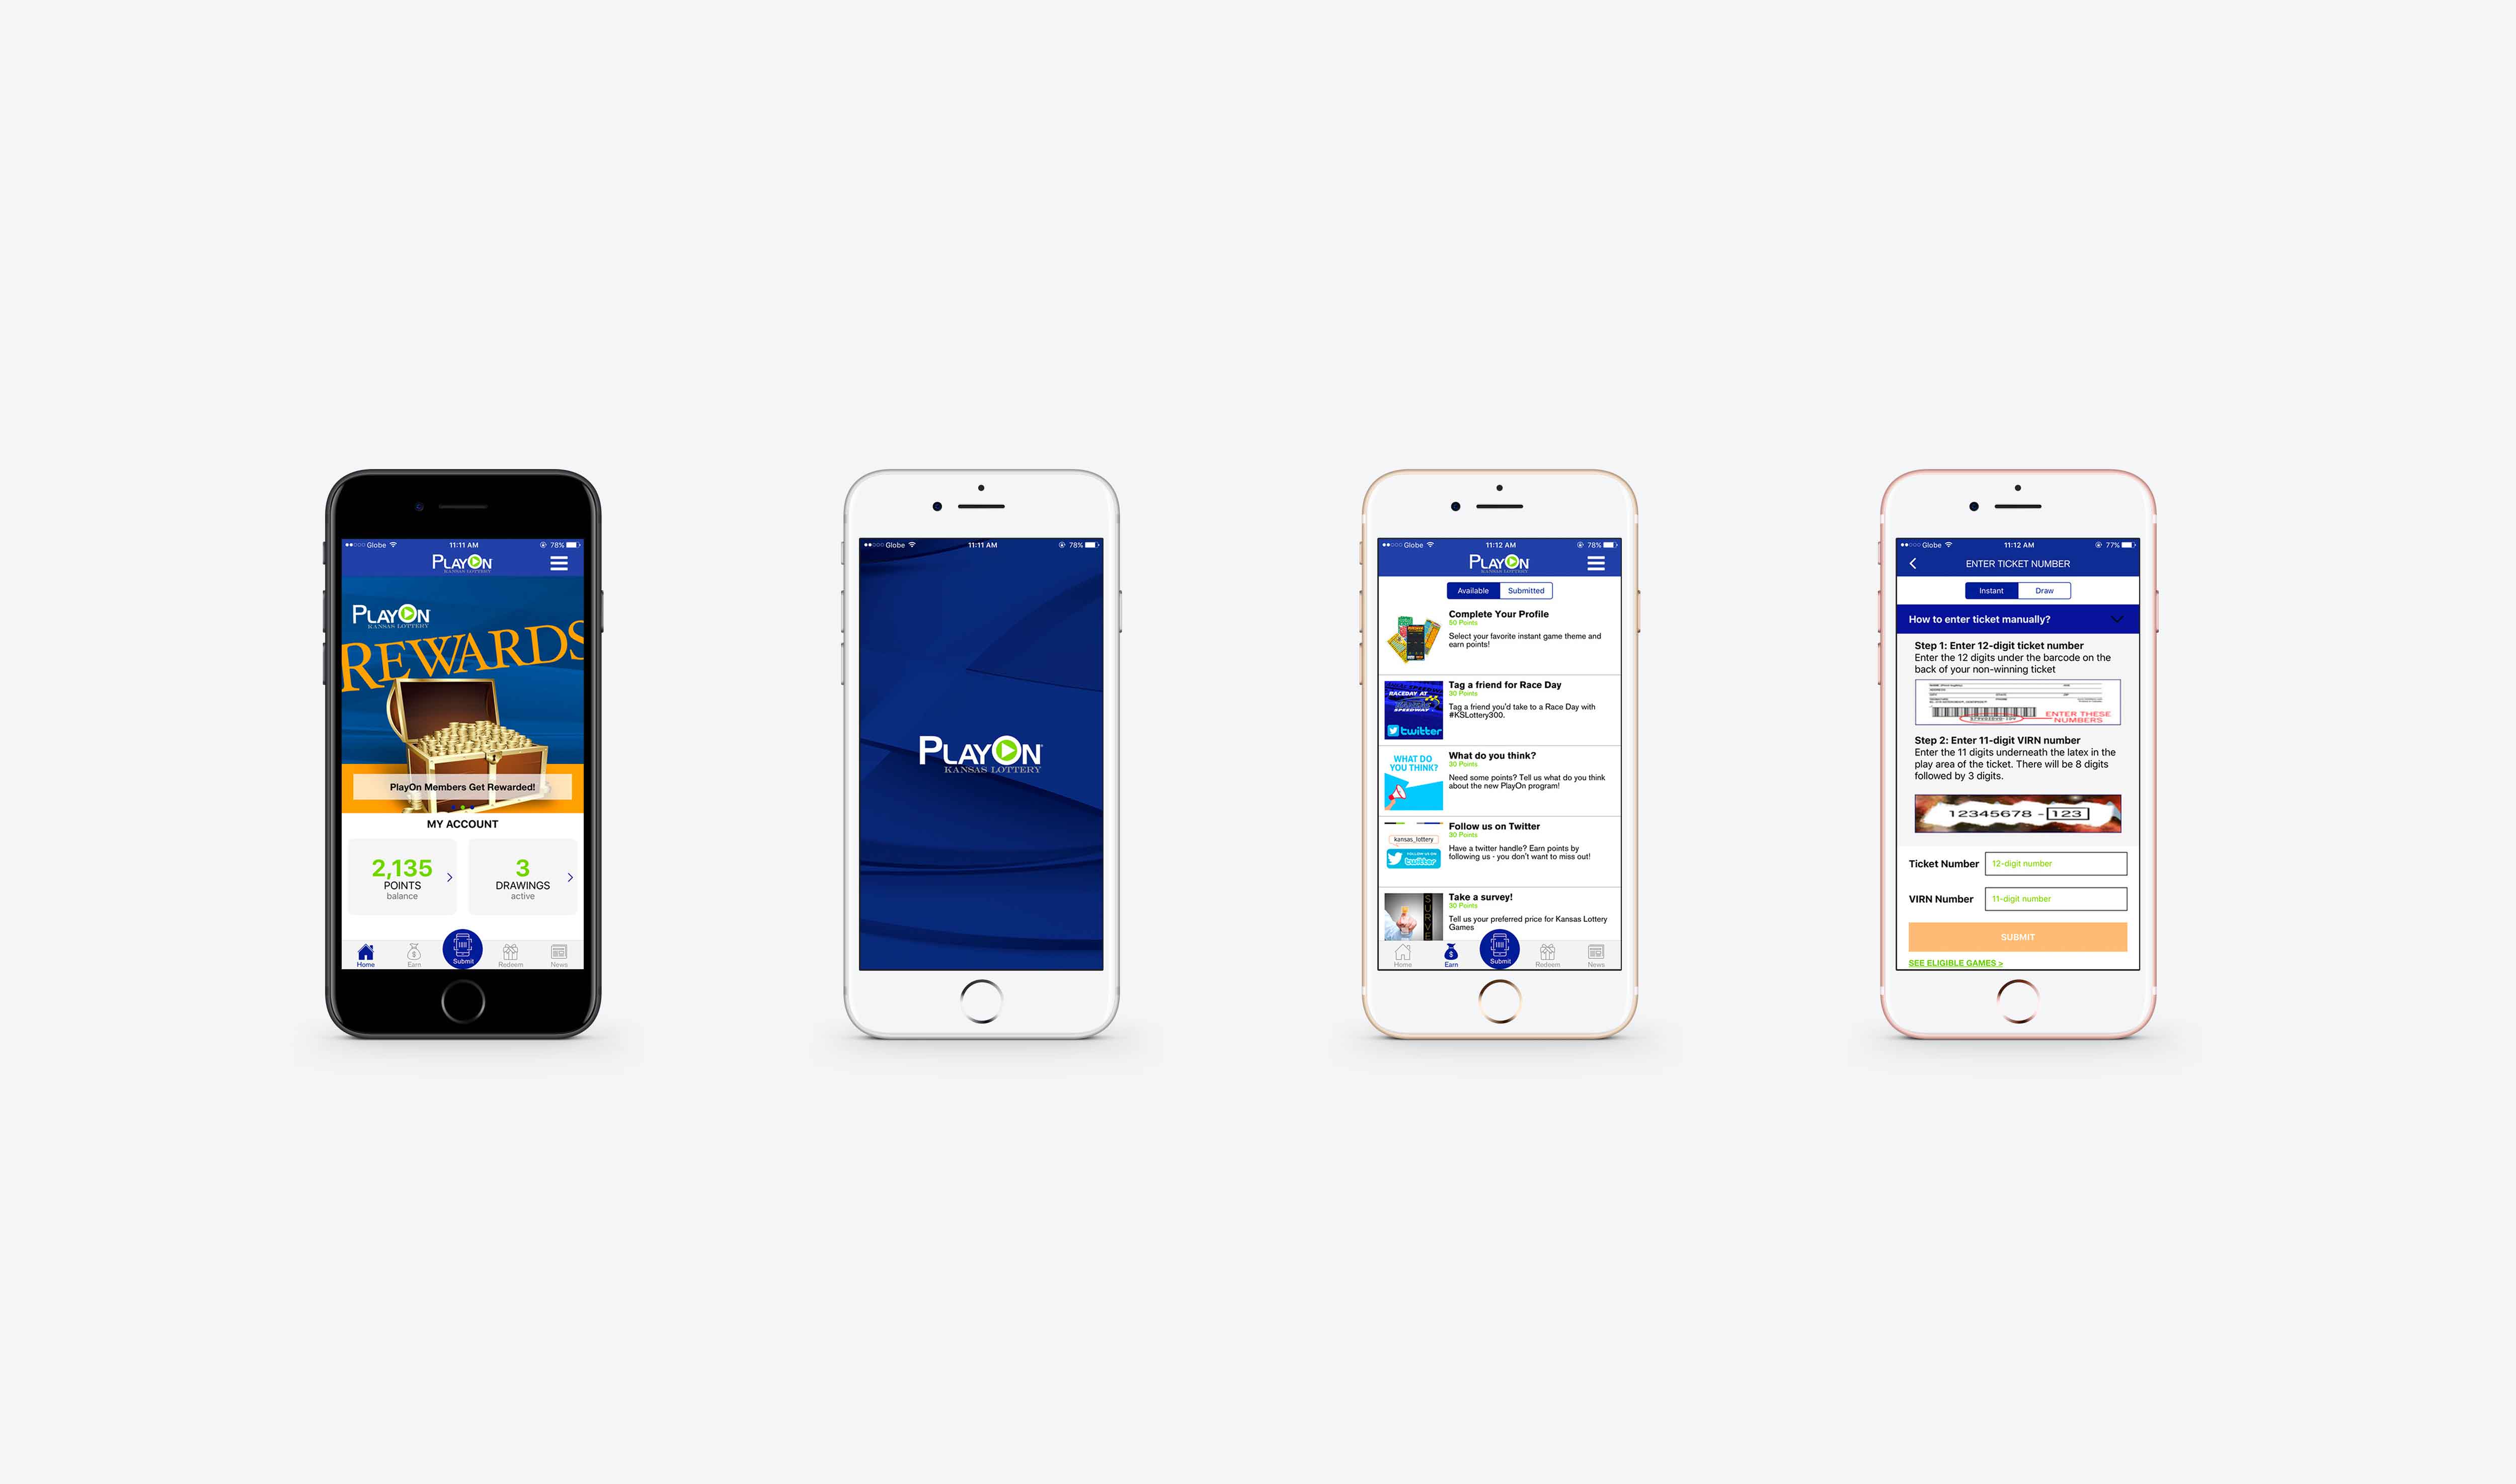 Globe 11:11 AM 78%
PLAYON
KANSAS LOTTERY
PLAYON
KANSAS LOTTERY
REWARDS
PlayOn Members Get Rewarded!
MY ACCOUNT
2,135 3
POINTS DRAWINGS
balance active
Home Earn Submit Redeem News
Globe 11:11 AM 78%
PLAYON
KANSAS LOTTERY
Globe 11:12 AM 78%
PLAYON
KANSAS LOTTERY
Available Submitted
Complete Your Profile
50 Points
Select your favorite instant game theme and
earn points!
RACEDAY AT
KANSAS
SPEEDWAY
twitter
Tag a friend for Race Day
30 Points
Tag a friend you'd take to a Race Day with
#KSLottery300.
WHAT DO
YOU THINK?
What do you think?
30 Points
Need some points? Tell us what do you think
about the new PlayOn program!
kansas_lottery
FOLLOW US ON
twitter
Follow us on Twitter
30 Points
Have a twitter handle? Earn points by
following us - you don't want to miss out!
Take a survey!
30 Points
Tell us your preferred price for Kansas Lottery
Games
Home Earn Submit Redeem News
Globe 11:12 AM 77%
ENTER TICKET NUMBER
Instant Draw
How to enter ticket manually?
Step 1: Enter 12-digit ticket number
Enter the 12 digits under the barcode on the
back of your non-winning ticket
ENTER THESE
NUMBERS
Step 2: Enter 11-digit VIRN number
Enter the 11 digits underneath the latex in the
play area of the ticket. There will be 8 digits
followed by 3 digits.
12345678 - 123
Ticket Number 12-digit number
VIRN Number 11-digit number
SUBMIT
SEE ELIGIBLE GAMES >